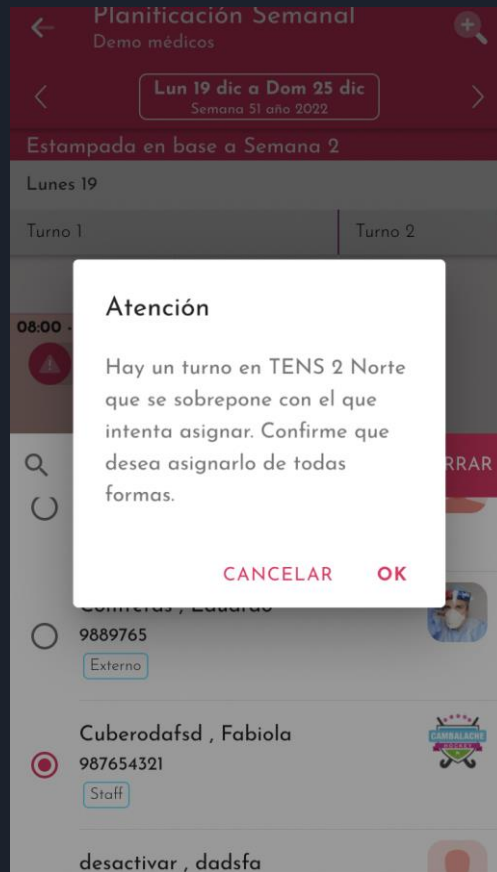 Planificación Semanal
Demo médicos
Lun 19 dic a Dom 25 dic
Semana 51 año 2022
Estampada en base a Semana 2
Lunes 19
Turno 1
Turno 2
08:00 -
Atención
Hay un turno en TENS 2 Norte
que se sobrepone con el que
intenta asignar. Confirme que
desea asignarlo de todas
formas.
CANCELAR OK
RRAR
Contreras , Eduardo
9889765
Externo
Cuberodafsd , Fabiola
987654321
Staff
CAMBALACHE
HOCKEY
desactivar , dadsfa